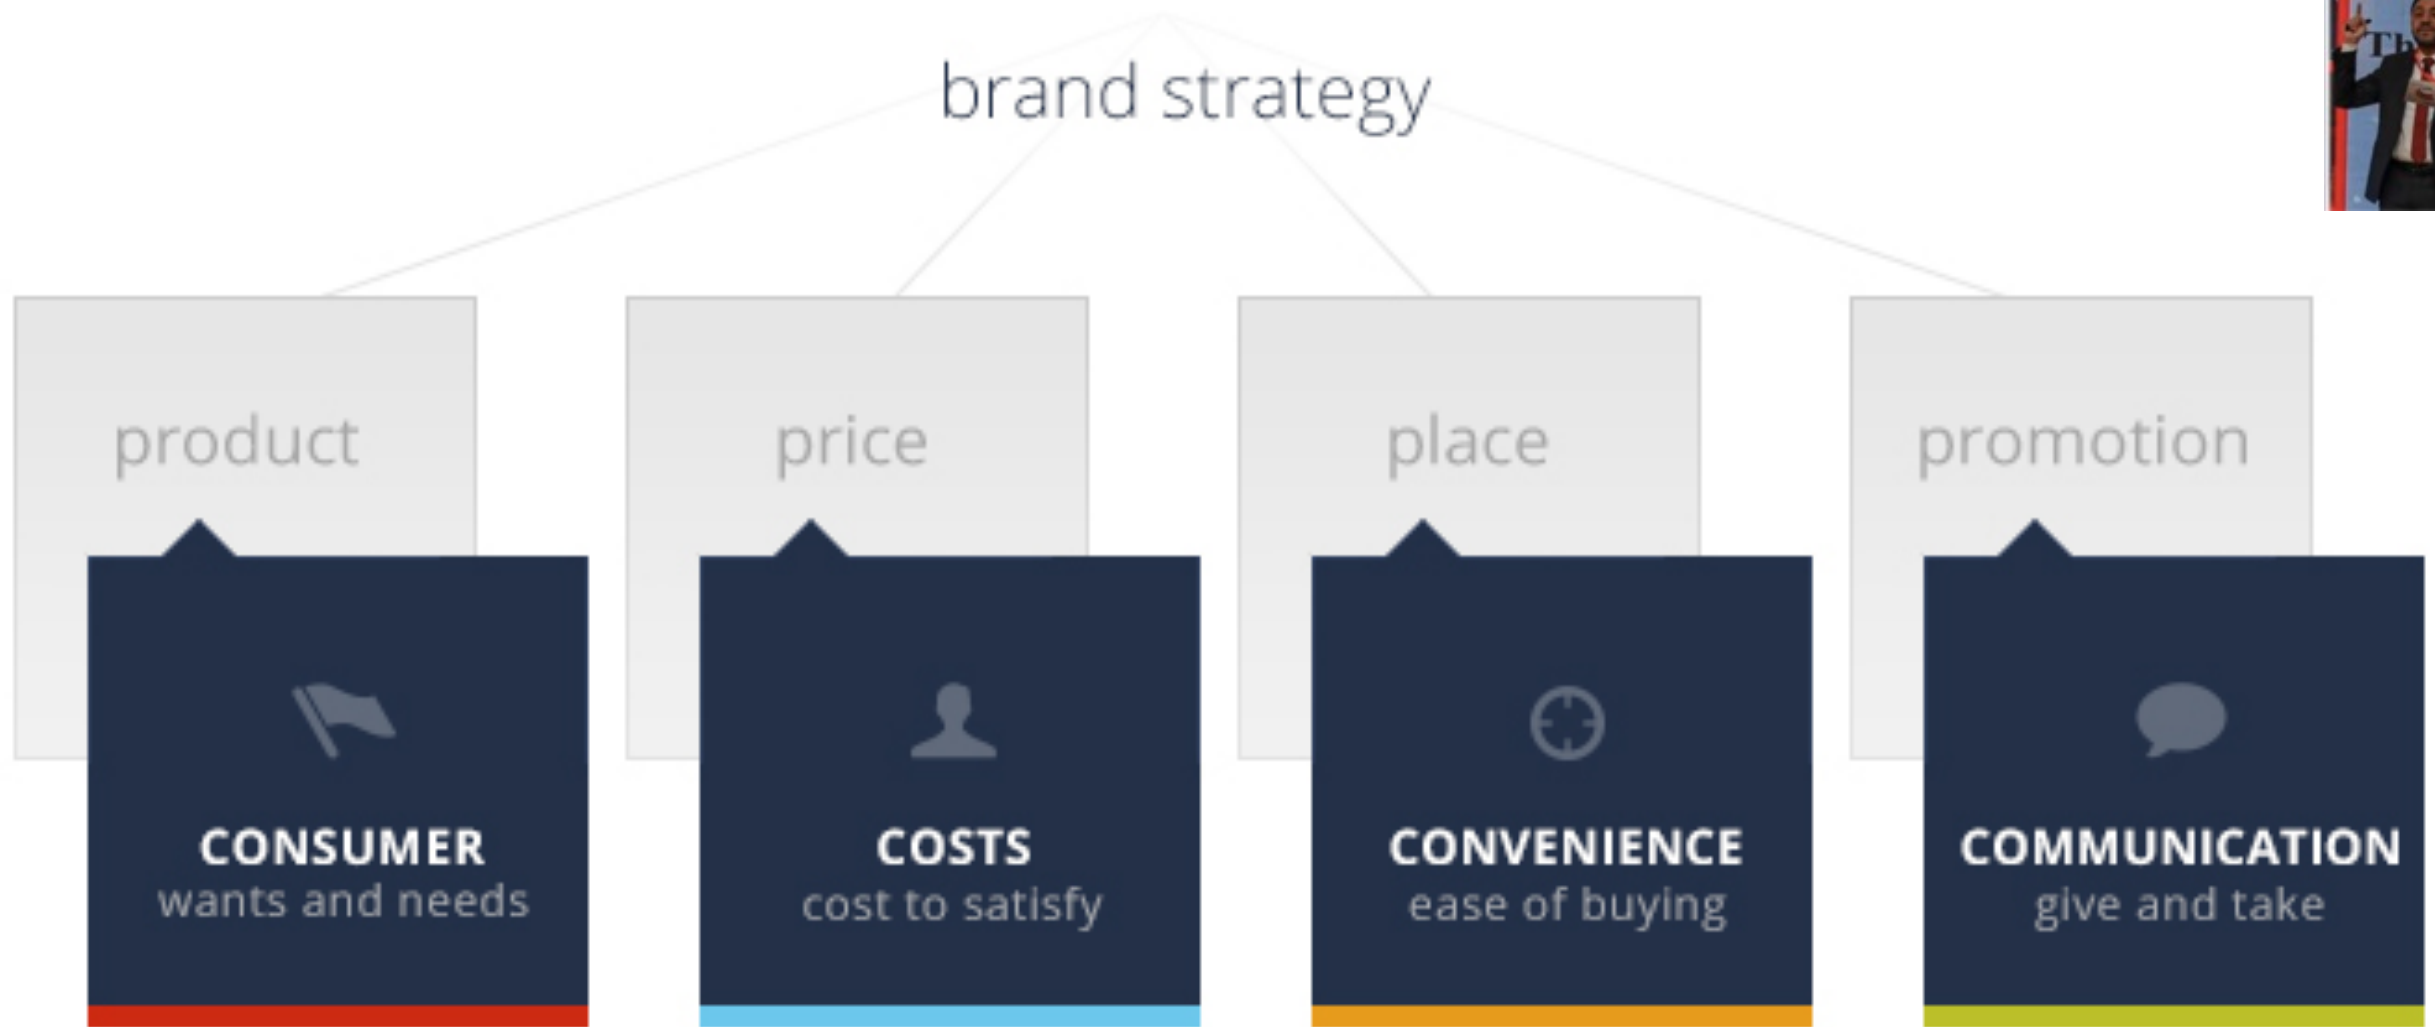 brand strategy
product
price
place
promotion
CONSUMER
wants and needs
COSTS
cost to satisfy
CONVENIENCE
ease of buying
COMMUNICATION
give and take